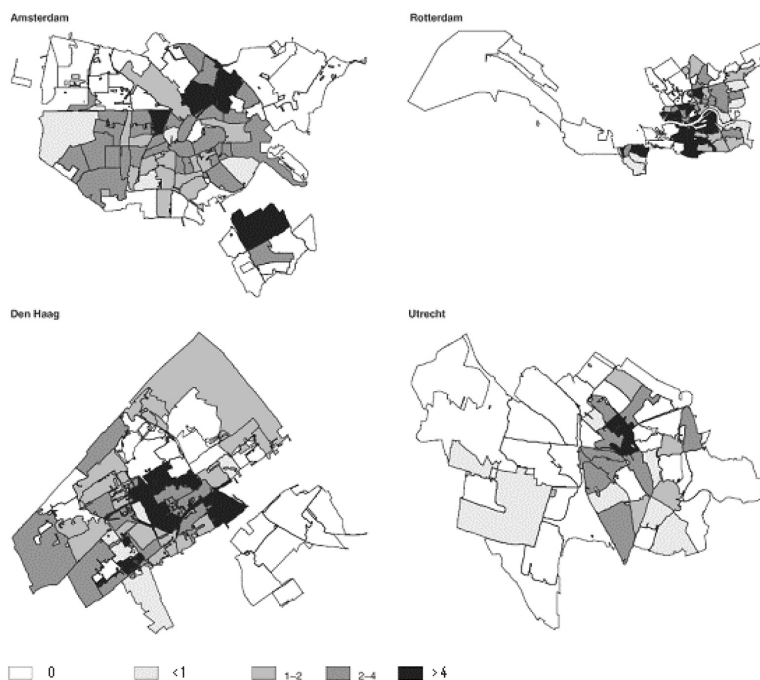 Amsterdam
Rotterdam
Den Haag
Utrecht
0
<1
1–2
2–4
>4